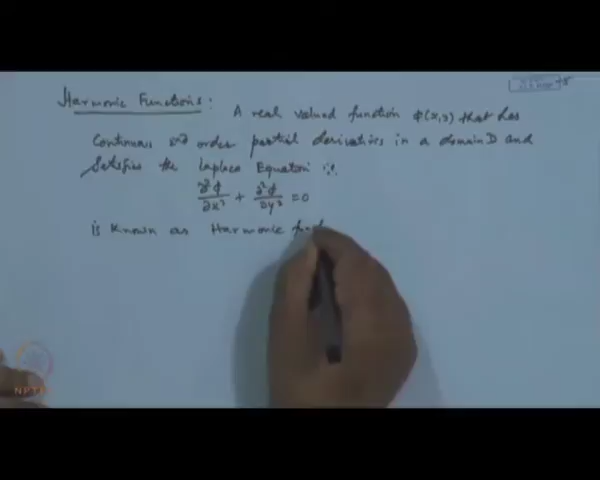 Harmonic Functions : A real valued function φ(x,y) that has
Continuous 2nd order partial derivatives in a domain D and
Satisfies the Laplace Equation i.e.
∂²φ/∂x² + ∂²φ/∂y² = 0
is known as Harmonic
NPTEL